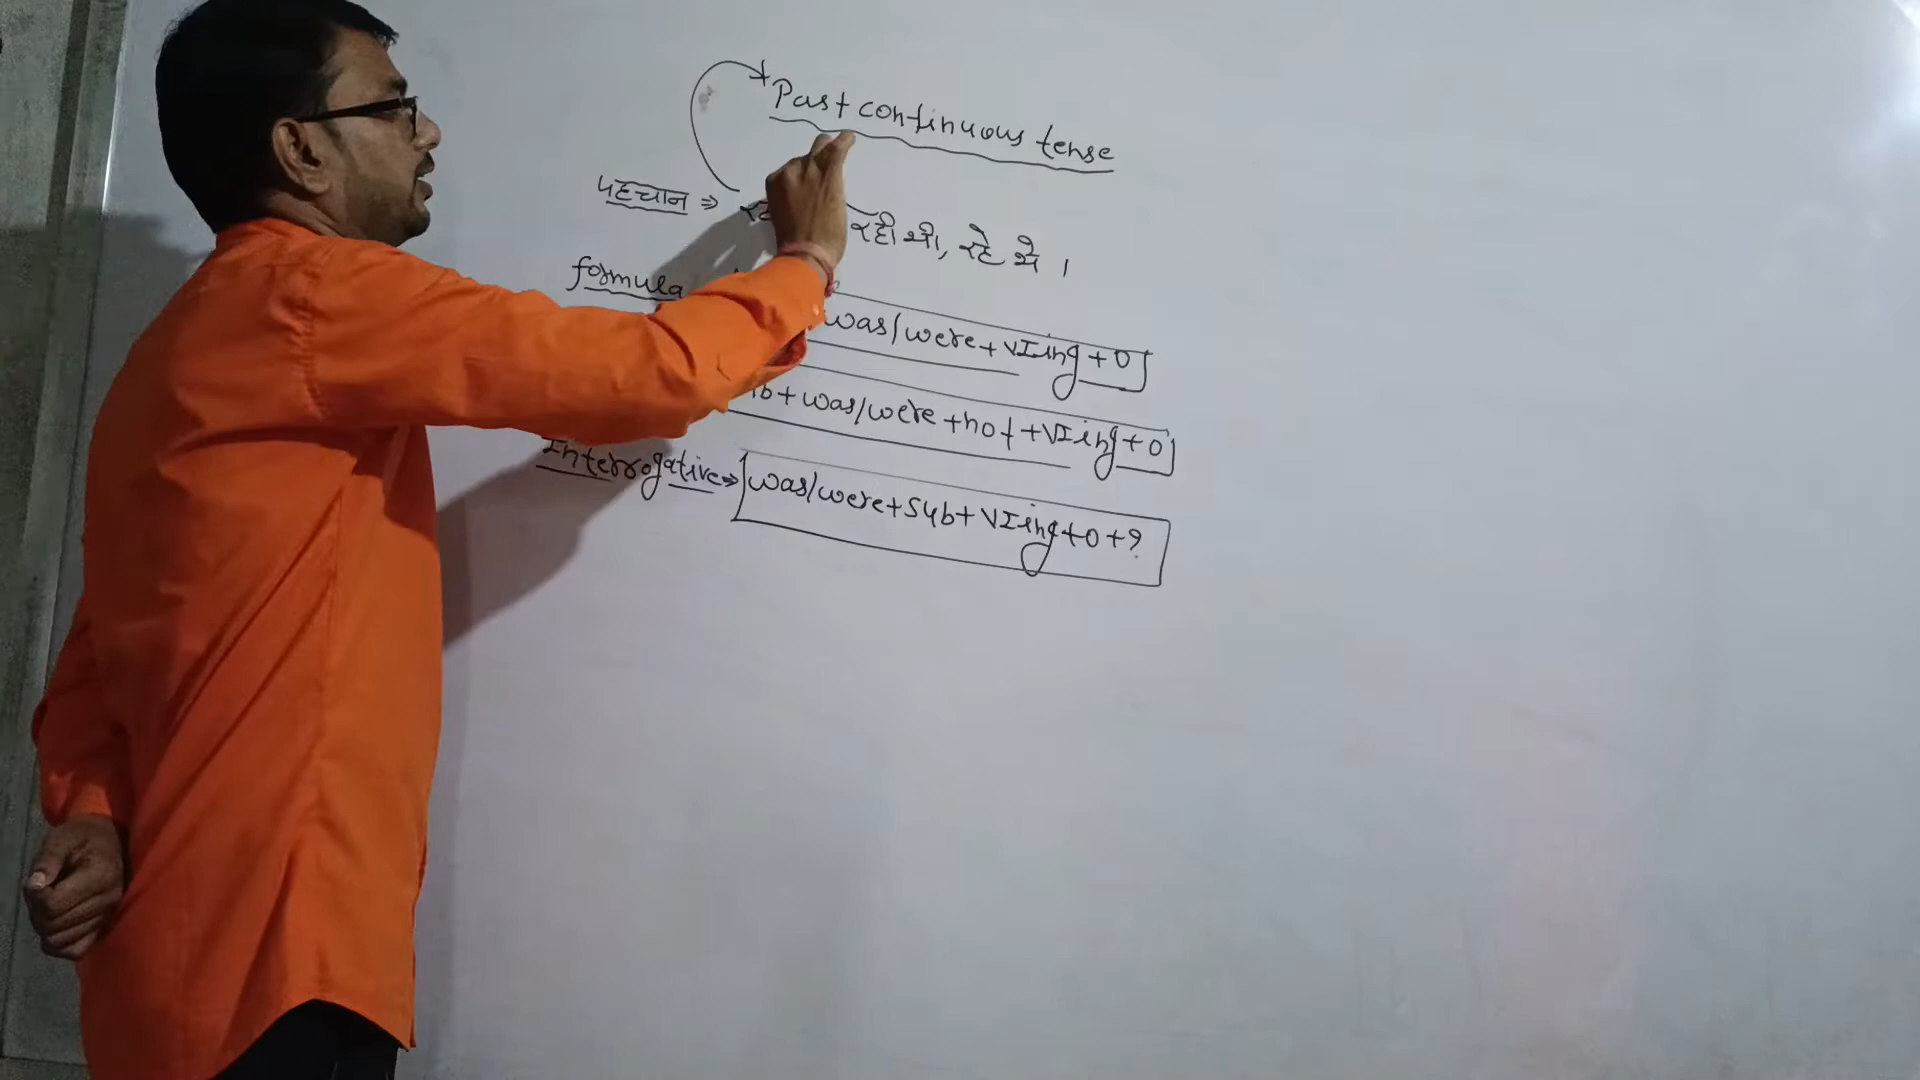 Past continuous tense
पहचान ⇒ रही थी, रहे थे ।
formula
was/were + VIing + O
+ was/were + not + VIing + O
Interrogative ⇒ was/were + Sub + VIing + O + ?